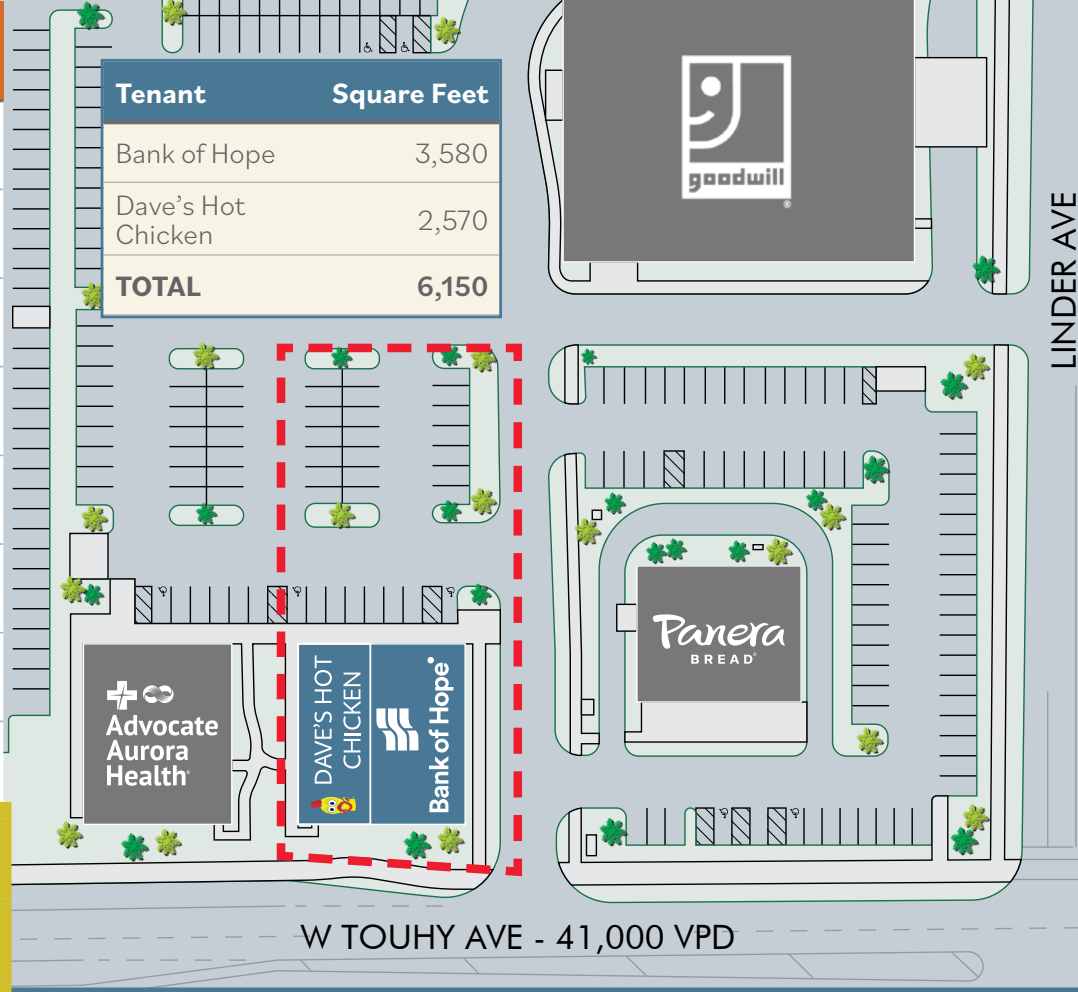 Tenant Square Feet
Bank of Hope 3,580
Dave's Hot
Chicken 2,570
TOTAL 6,150
goodwill®
LINDER AVE
Panera
BREAD®
Advocate
Aurora
Health®
DAVE'S HOT
CHICKEN
Bank of Hope®
W TOUHY AVE - 41,000 VPD